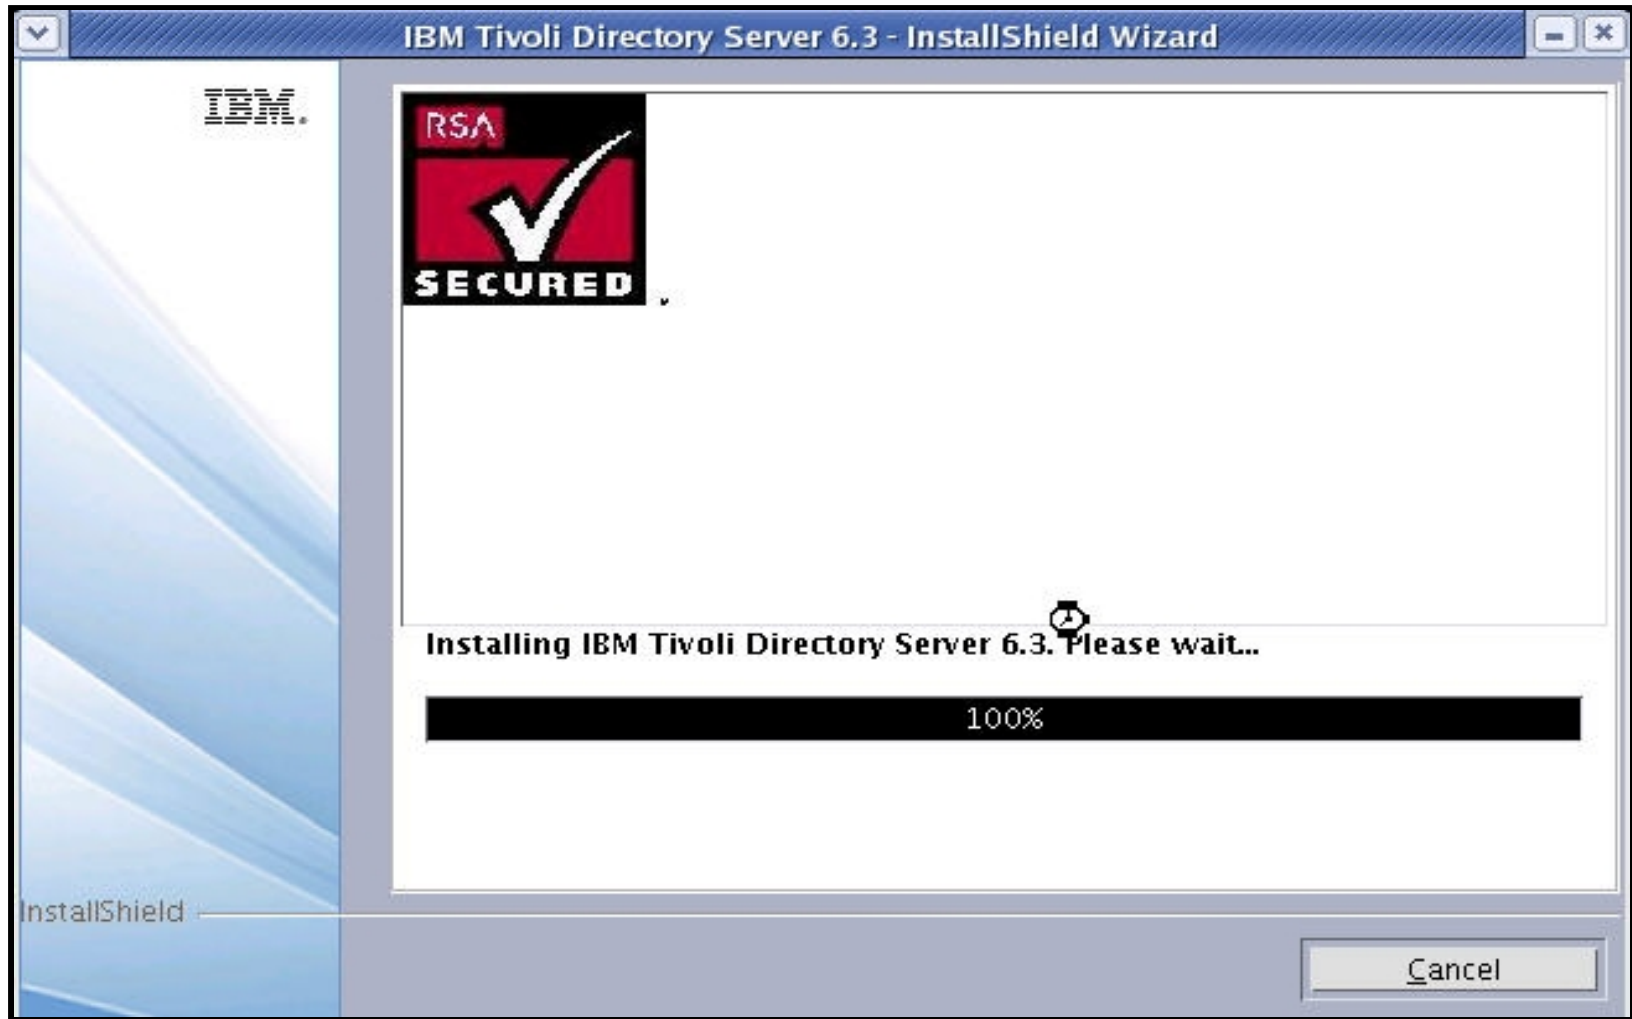 IBM Tivoli Directory Server 6.3 - InstallShield Wizard
IBM.
RSA
SECURED
Installing IBM Tivoli Directory Server 6.3. Please wait...
100%
InstallShield
Cancel